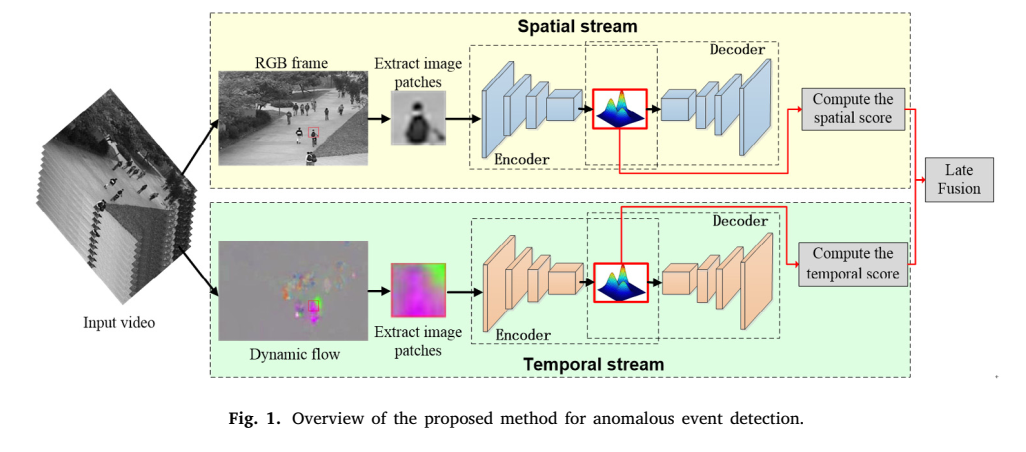 Spatial stream
RGB frame
Extract image
patches
Encoder
Decoder
Compute the
spatial score
Input video
Late
Fusion
Dynamic flow
Extract image
patches
Encoder
Decoder
Compute the
temporal score
Temporal stream
Fig. 1. Overview of the proposed method for anomalous event detection.